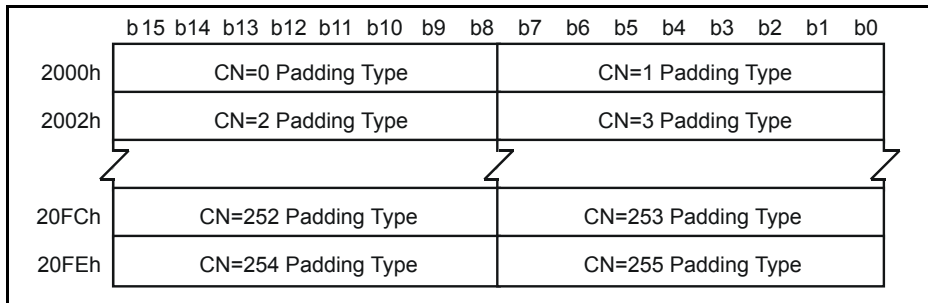 b15 b14 b13 b12 b11 b10 b9 b8 b7 b6 b5 b4 b3 b2 b1 b0
2000h CN=0 Padding Type CN=1 Padding Type
2002h CN=2 Padding Type CN=3 Padding Type
20FCh CN=252 Padding Type CN=253 Padding Type
20FEh CN=254 Padding Type CN=255 Padding Type